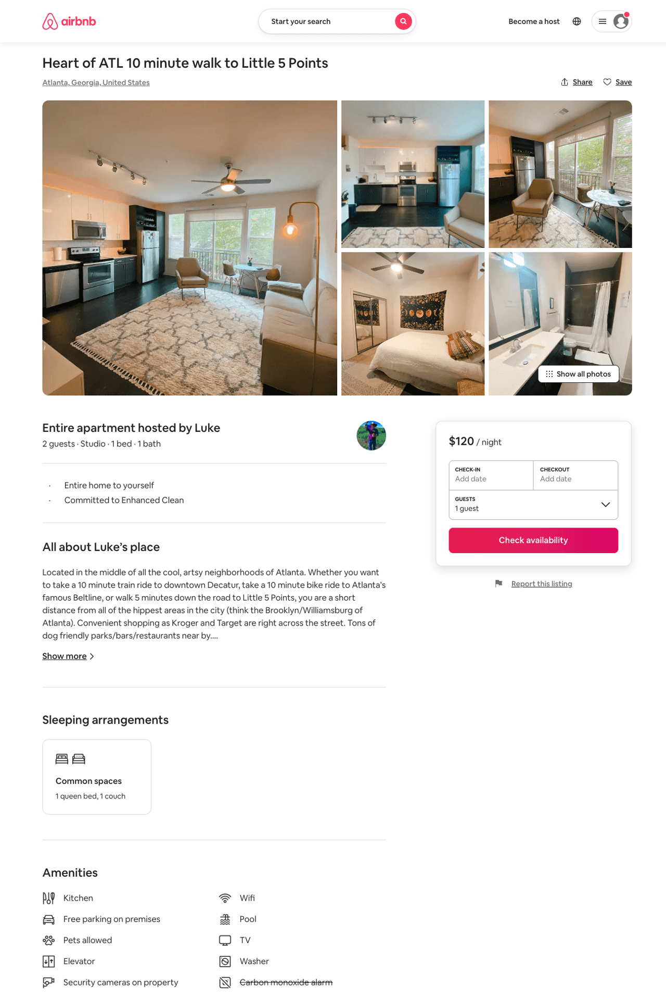 airbnb
Start your search
Become a host
Heart of ATL 10 minute walk to Little 5 Points
Atlanta, Georgia, United States
Share
Save
Show all photos
Entire apartment hosted by Luke
2 guests · Studio · 1 bed · 1 bath
· Entire home to yourself
· Committed to Enhanced Clean
All about Luke’s place
Located in the middle of all the cool, artsy neighborhoods of Atlanta. Whether you want
to take a 10 minute train ride to downtown Decatur, take a 10 minute bike ride to Atlanta’s
famous Beltline, or walk 5 minutes down the road to Little 5 Points, you are a short
distance from all of the hippest areas in the city (think the Brooklyn/Williamsburg of
Atlanta). Convenient shopping as Kroger and Target are right across the street. Tons of
dog friendly parks/bars/restaurants near by....
Show more
$120 / night
CHECK-IN
Add date
CHECKOUT
Add date
GUESTS
1 guest
Check availability
Report this listing
Sleeping arrangements
Common spaces
1 queen bed, 1 couch
Amenities
Kitchen
Wifi
Free parking on premises
Pool
Pets allowed
TV
Elevator
Washer
Security cameras on property
Carbon monoxide alarm